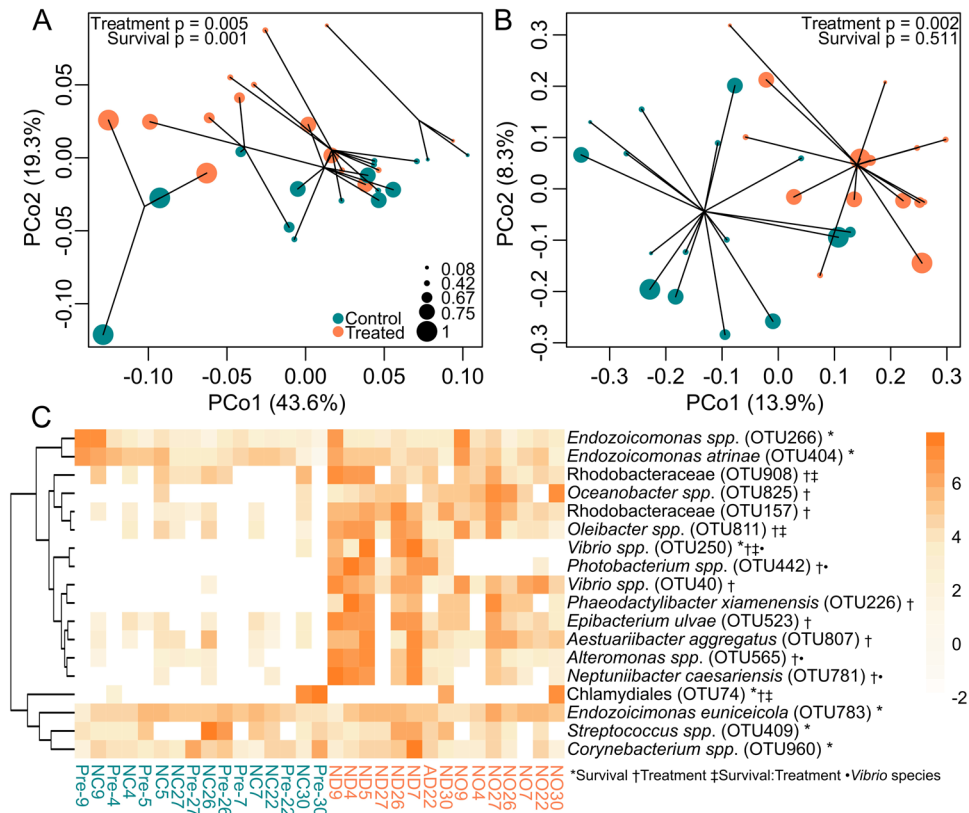 A
Treatment p = 0.005
Survival p = 0.001
PCo2 (19.3%)
0.05
0.00
-0.05
-0.10
0.08
0.42
0.67
0.75
1
Control
Treated
-0.10
-0.05
0.00
0.05
0.10
PCo1 (43.6%)
B
Treatment p = 0.002
Survival p = 0.511
PCo2 (8.3%)
0.3
0.2
0.1
0.0
-0.1
-0.2
-0.3
-0.3
-0.2
-0.1
0.0
0.1
0.2
0.3
PCo1 (13.9%)
C
Endozoicomonas spp. (OTU266) *
Endozoicomonas atrinae (OTU404) *
Rhodobacteraceae (OTU908) †‡
Oceanobacter spp. (OTU825) †
Rhodobacteraceae (OTU157) †
Oleibacter spp. (OTU811) †‡
Vibrio spp. (OTU250) *†‡•
Photobacterium spp. (OTU442) †•
Vibrio spp. (OTU40) †
Phaeodactylibacter xiamenensis (OTU226) †
Epibacterium ulvae (OTU523) †
Aestuariibacter aggregatus (OTU807) †
Alteromonas spp. (OTU565) †•
Neptuniibacter caesariensis (OTU781) †•
Chlamydiales (OTU74) *†‡
Endozoicimonas euniceicola (OTU783) *
Streptococcus spp. (OTU409) *
Corynebacterium spp. (OTU960) *
6
4
2
0
-2
Pre-9
NC9
Pre-4
NC4
Pre-5
NC5
NC27
Pre-27
NC26
Pre-26
Pre-7
NC7
NC22
Pre-22
NC30
Pre-30
ND9
ND4
ND5
ND27
ND26
ND7
AD22
ND30
NO9
NO4
NO27
NO26
NO7
NO22
NO30
*Survival †Treatment ‡Survival:Treatment •Vibrio species